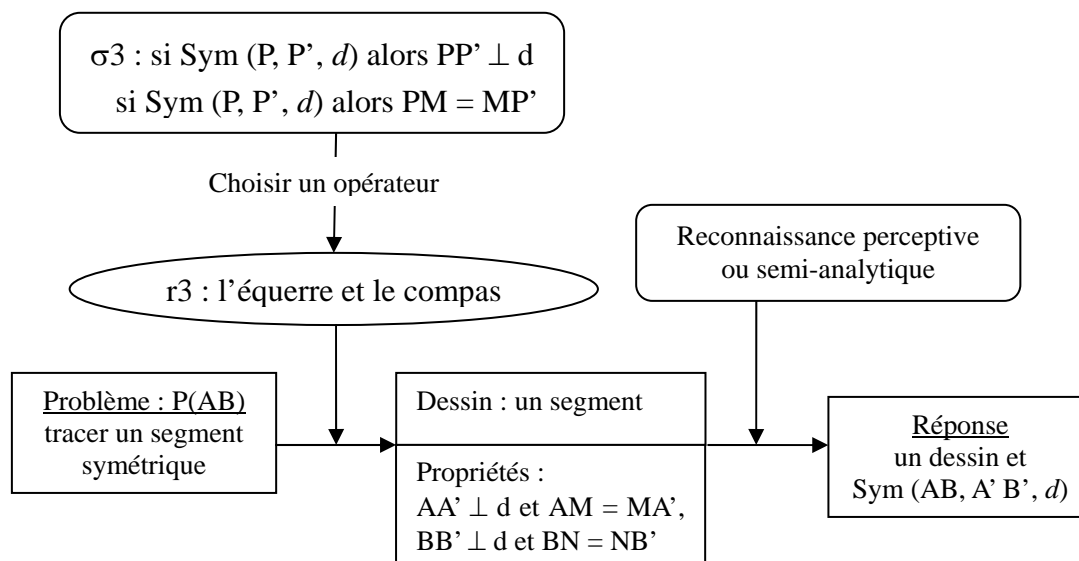 σ3 : si Sym (P, P’, d) alors PP’ ⊥ d
si Sym (P, P’, d) alors PM = MP’
Choisir un opérateur
Reconnaissance perceptive
ou semi-analytique
r3 : l’équerre et le compas
Problème : P(AB)
tracer un segment
symétrique
Dessin : un segment
Propriétés :
AA’ ⊥ d et AM = MA’,
BB’ ⊥ d et BN = NB’
Réponse
un dessin et
Sym (AB, A’ B’, d)